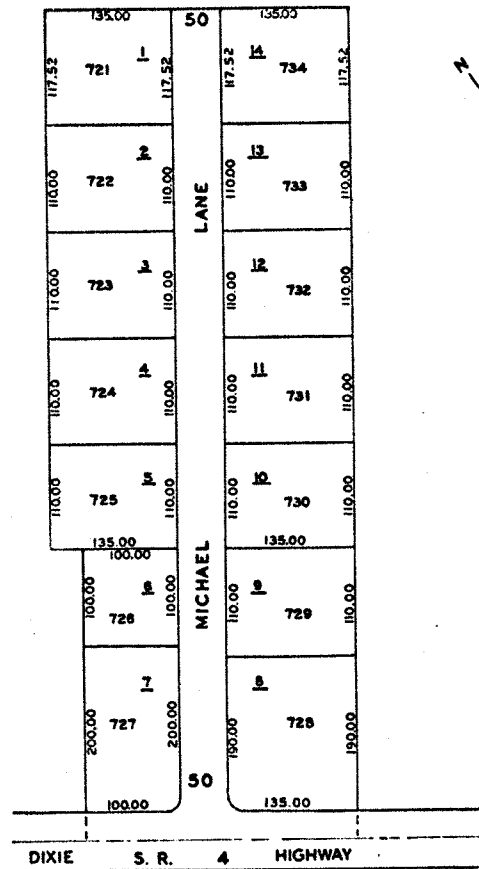 135.00 50 135.00
N
1 14
117.52 721 117.52 117.52 734 117.52
2 13
110.00 722 110.00 110.00 733 110.00
LANE
3 12
110.00 723 110.00 110.00 732 110.00
4 11
110.00 724 110.00 110.00 731 110.00
5 10
110.00 725 110.00 110.00 730 110.00
135.00 135.00
100.00
MICHAEL
6 9
100.00 726 100.00 110.00 729 110.00
7 8
200.00 727 200.00 190.00 728 190.00
50
100.00 135.00
DIXIE S. R. 4 HIGHWAY